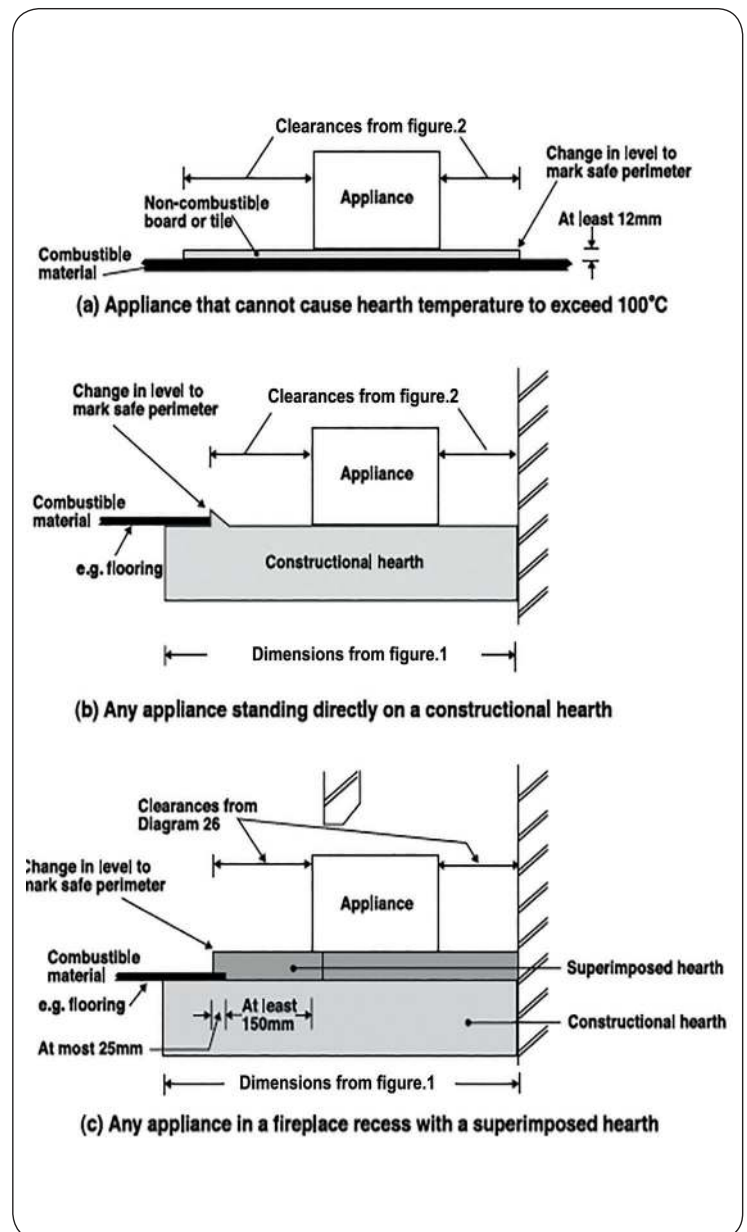 Clearances from figure.2
Change in level to
mark safe perimeter
Appliance
Non-combustible
board or tile
At least 12mm
Combustible
material
(a) Appliance that cannot cause hearth temperature to exceed 100°C
Change in level to
mark safe perimeter
Clearances from figure.2
Appliance
Combustible
material
e.g. flooring
Constructional hearth
Dimensions from figure.1
(b) Any appliance standing directly on a constructional hearth
Clearances from
Diagram 26
Change in level to
mark safe perimeter
Appliance
Combustible
material
Superimposed hearth
e.g. flooring
At least
150mm
Constructional hearth
At most 25mm
Dimensions from figure.1
(c) Any appliance in a fireplace recess with a superimposed hearth